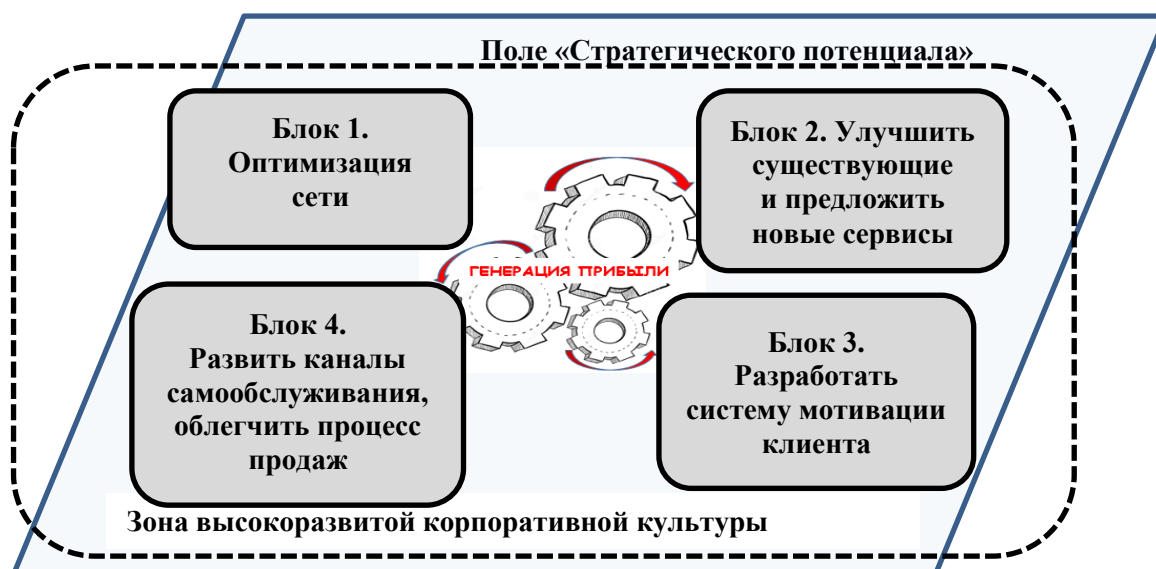 Поле «Стратегического потенциала»
Блок 1.
Оптимизация
сети
Блок 2. Улучшить
существующие
и предложить
новые сервисы
ГЕНЕРАЦИЯ ПРИБЫЛИ
Блок 4.
Развить каналы
самообслуживания,
облегчить процесс
продаж
Блок 3.
Разработать
систему мотивации
клиента
Зона высокоразвитой корпоративной культуры